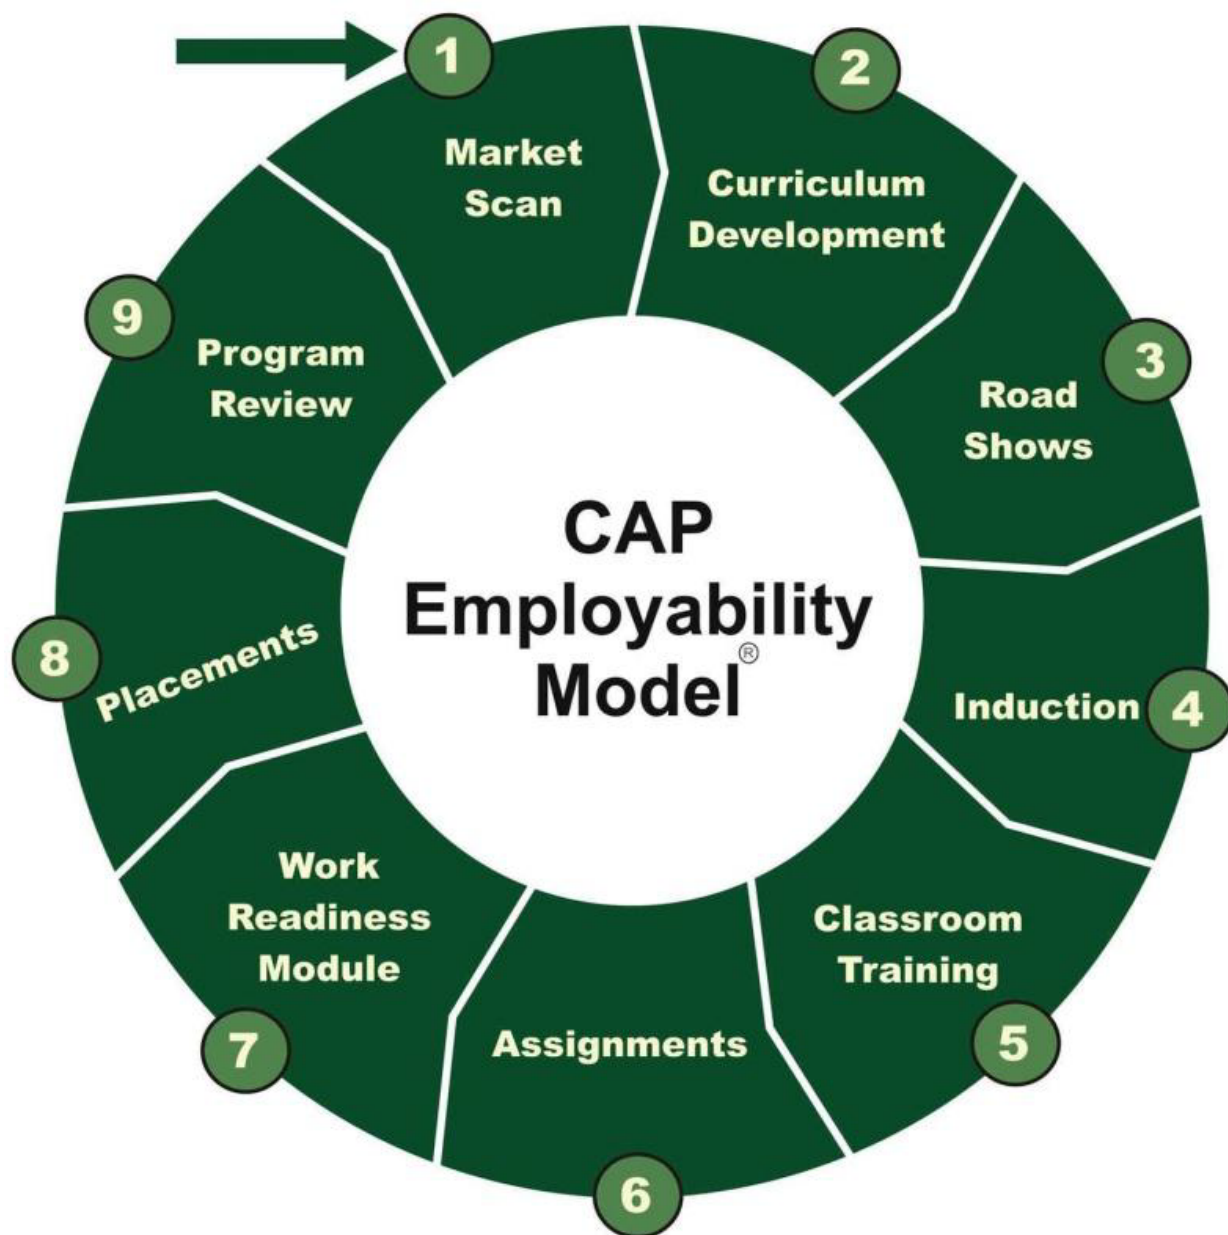 1
Market
Scan
2
Curriculum
Development
3
Road
Shows
4
Induction
5
Classroom
Training
6
Assignments
7
Work
Readiness
Module
8
Placements
9
Program
Review
CAP
Employability
Model®